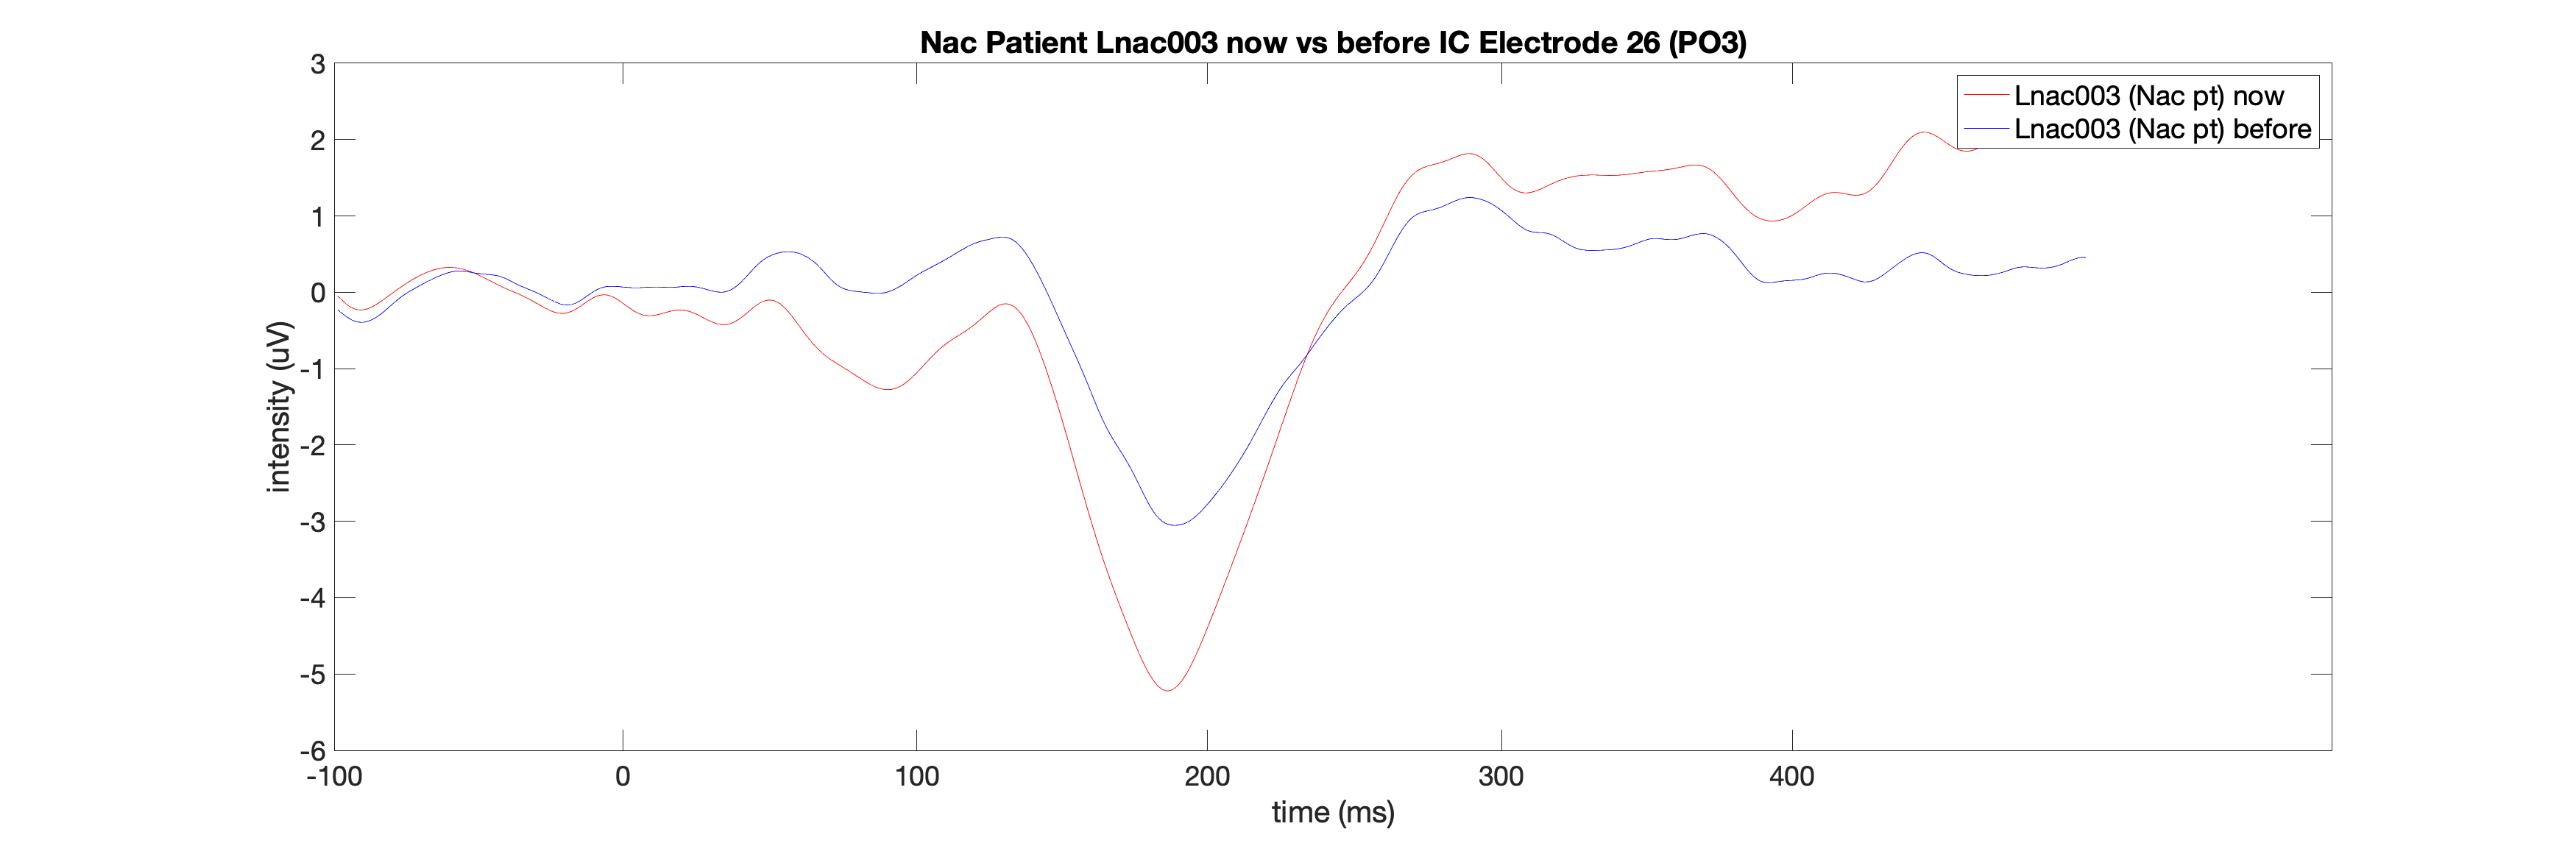 Nac Patient Lnac003 now vs before IC Electrode 26 (PO3)
3
2
1
0
-1
-2
-3
-4
-5
-6
intensity (uV)
Lnac003 (Nac pt) now
Lnac003 (Nac pt) before
-100 0 100 200 300 400
time (ms)